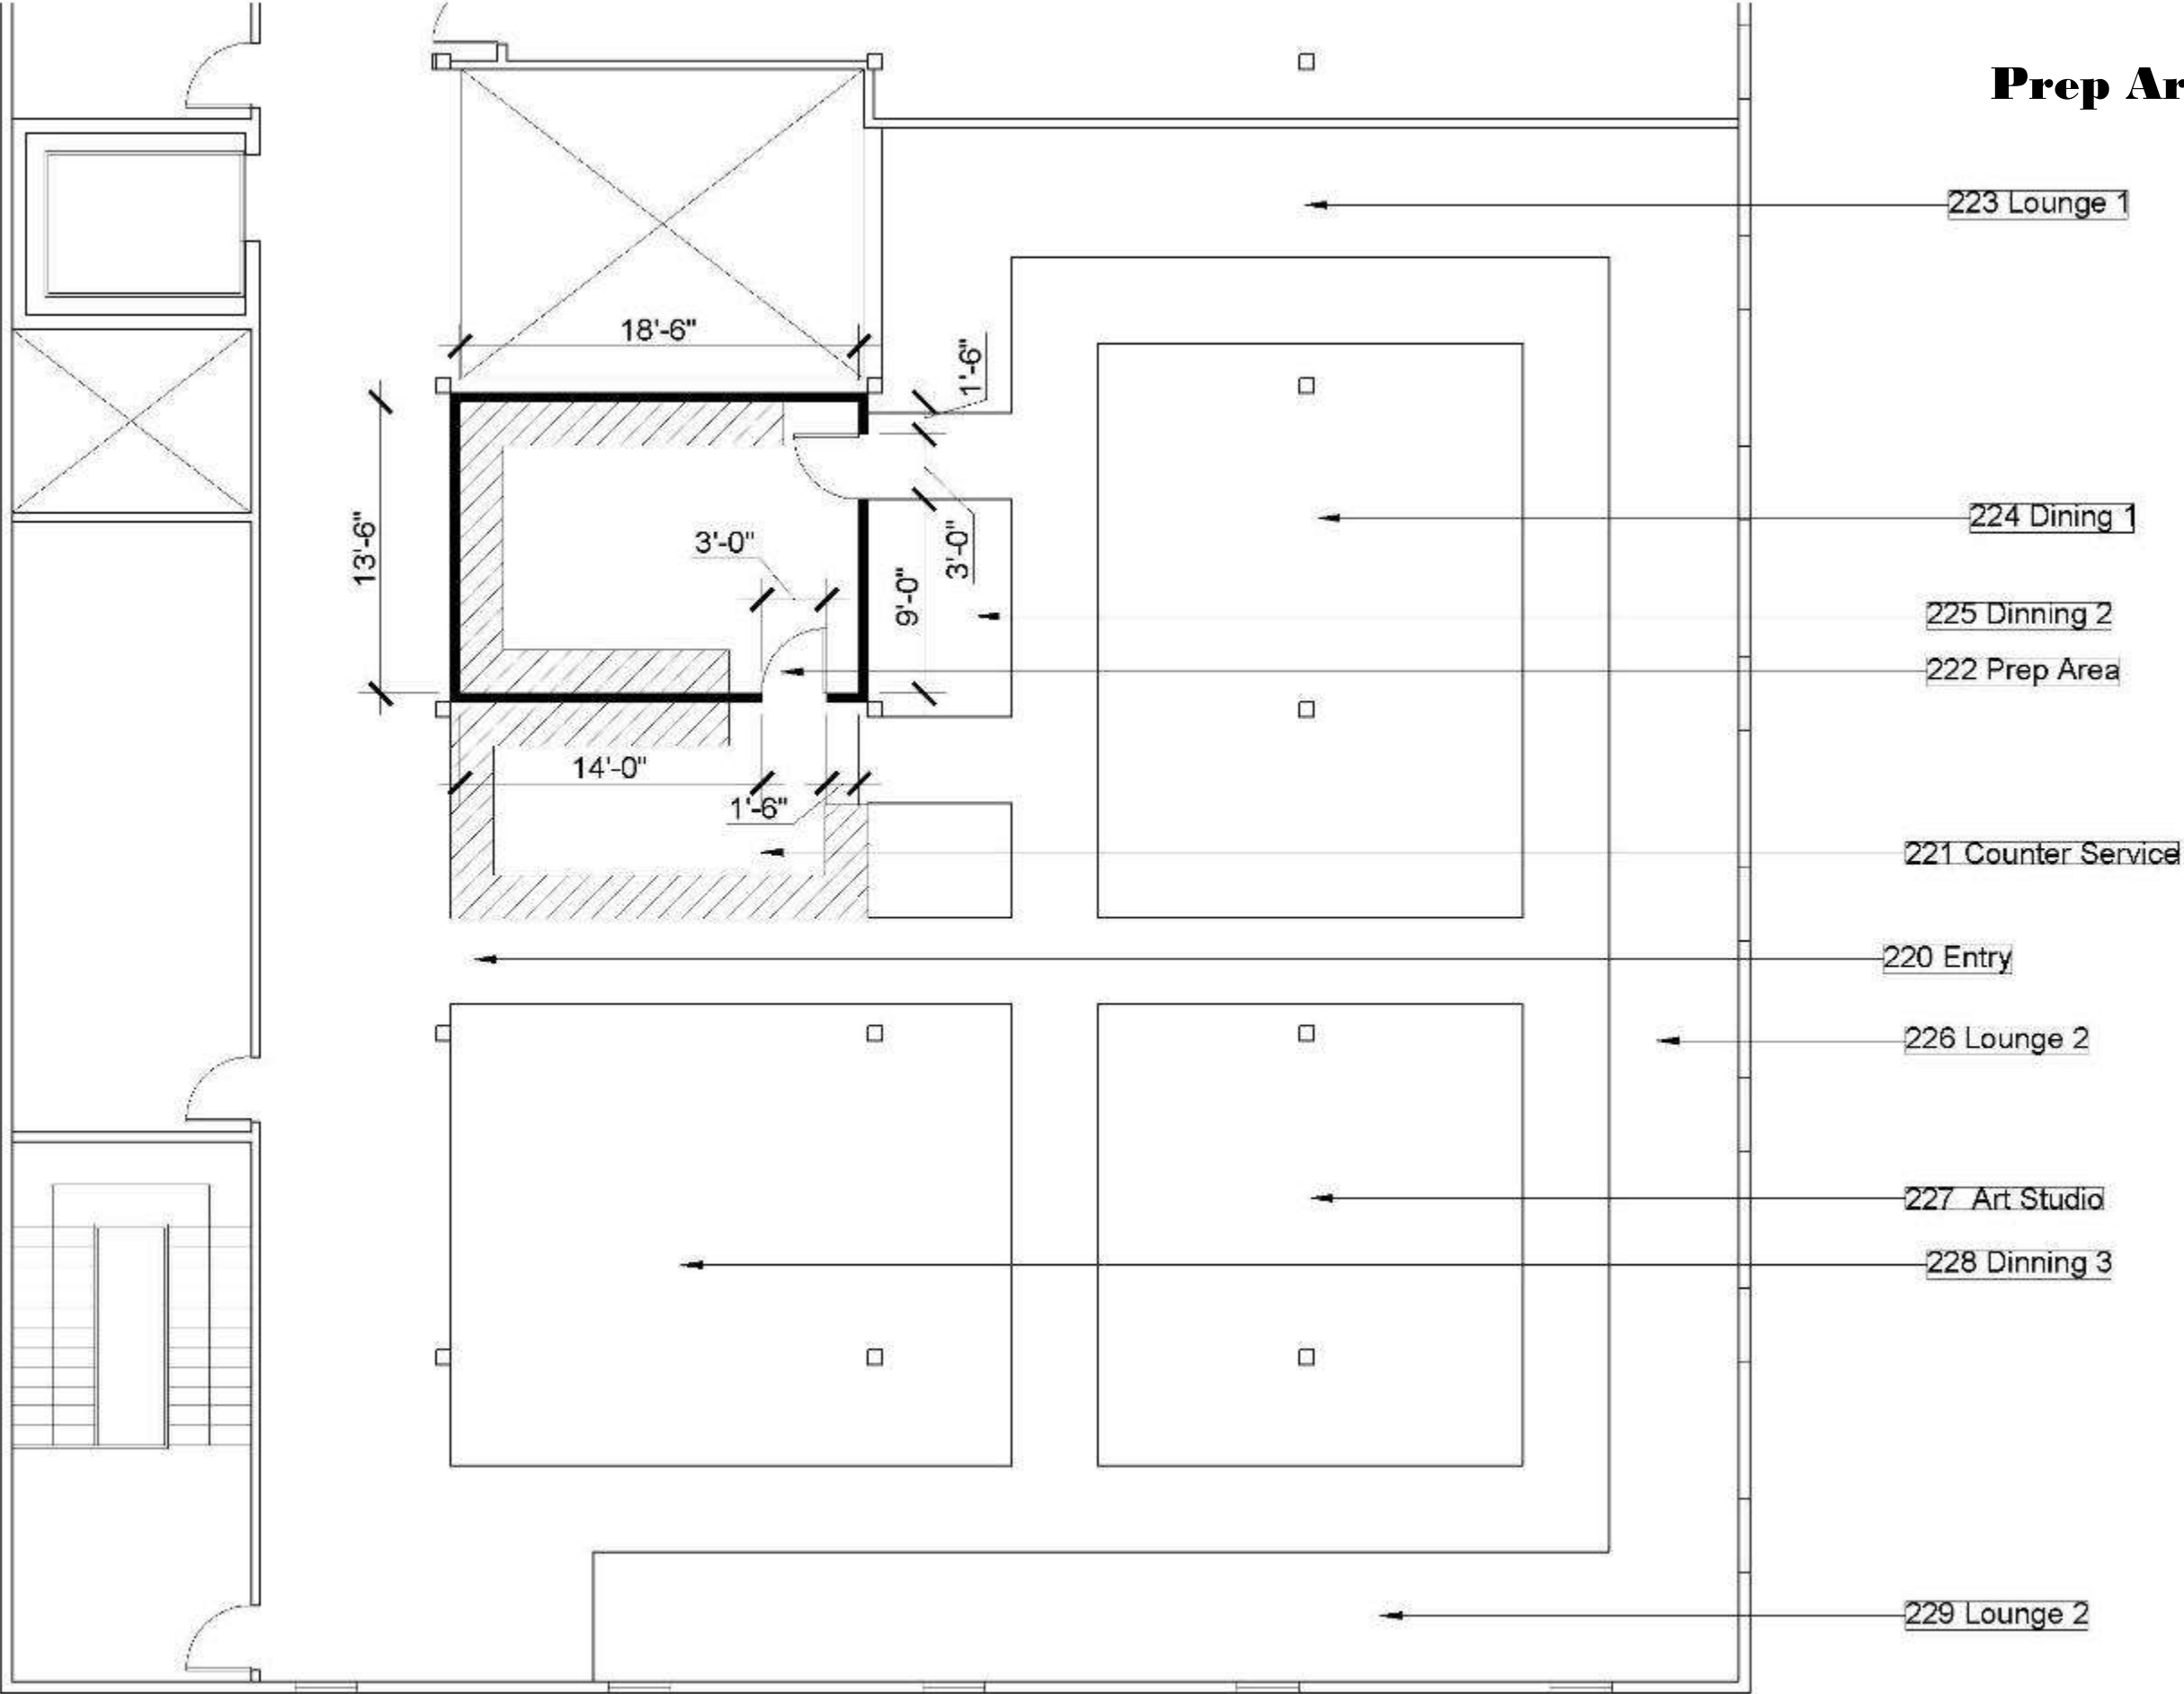 Prep Ar
223 Lounge 1
18'-6"
1'-6"
13'-6"
224 Dining 1
3'-0"
3'-0"
9'-0"
225 Dinning 2
222 Prep Area
14'-0"
1'-6"
221 Counter Service
220 Entry
226 Lounge 2
227 Art Studio
228 Dinning 3
229 Lounge 2